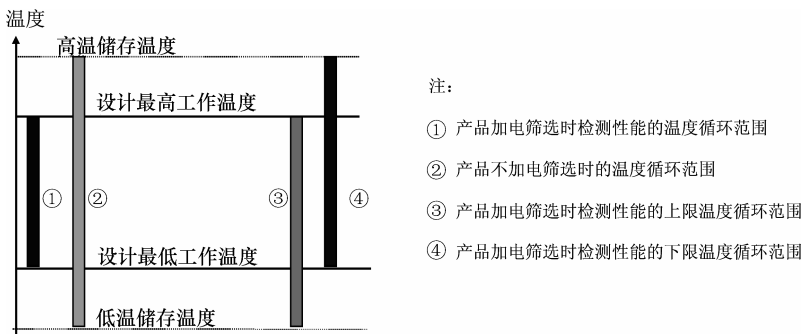 温度
高温储存温度
设计最高工作温度
① ② ③ ④
设计最低工作温度
低温储存温度
注：
① 产品加电筛选时检测性能的温度循环范围
② 产品不加电筛选时的温度循环范围
③ 产品加电筛选时检测性能的上限温度循环范围
④ 产品加电筛选时检测性能的下限温度循环范围